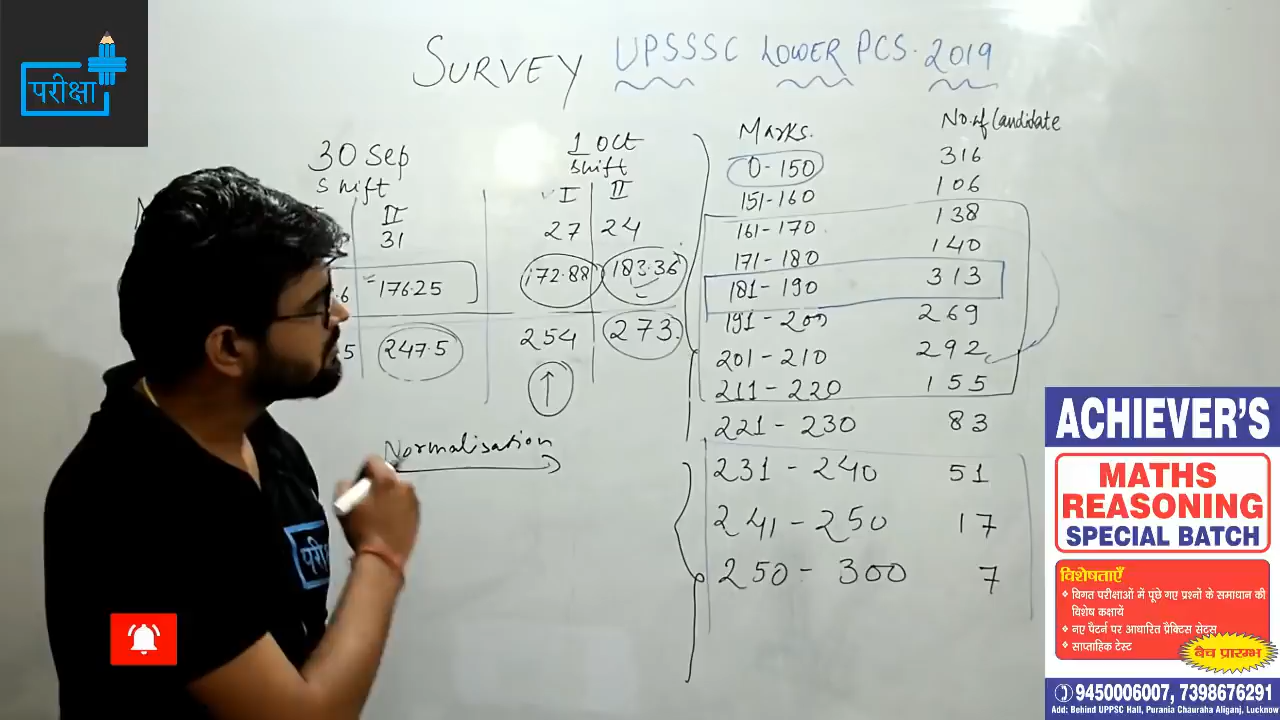 परीक्षा
SURVEY UPSSSC LOWER PCS. 2019
30 Sep
Shift
II
31
176.25
247.5
1 Oct
Shift
I II
27 24
172.88 183.36
254 273.
Normalisation
Marks. No. of Candidate
0-150 316
151-160 106
161-170 138
171-180 140
181-190 313
191-200 269
201-210 292
211-220 155
221-230 83
231-240 51
241-250 17
250-300 7
ACHIEVER'S
MATHS
REASONING
SPECIAL BATCH
विशेषताएँ
❖ विगत परीक्षाओं में पूंछे गए प्रश्नों के समाधान की
विशेष कक्षायें
❖ नए पैटर्न पर आधारित प्रैक्टिस सेट्स
❖ साप्ताहिक टेस्ट
बैच प्रारम्भ
9450006007, 7398676291
Add: Behind UPPSC Hall, Purania Chauraha Aliganj, Lucknow